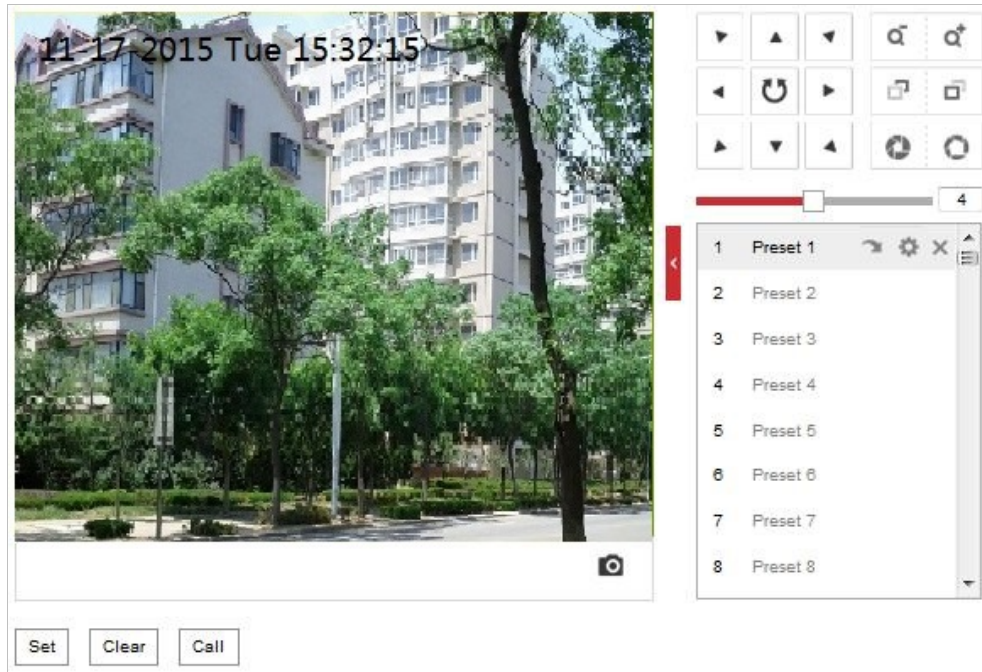 11-17-2015 Tue 15:32:15
4
1 Preset 1
2 Preset 2
3 Preset 3
4 Preset 4
5 Preset 5
6 Preset 6
7 Preset 7
8 Preset 8
Set Clear Call